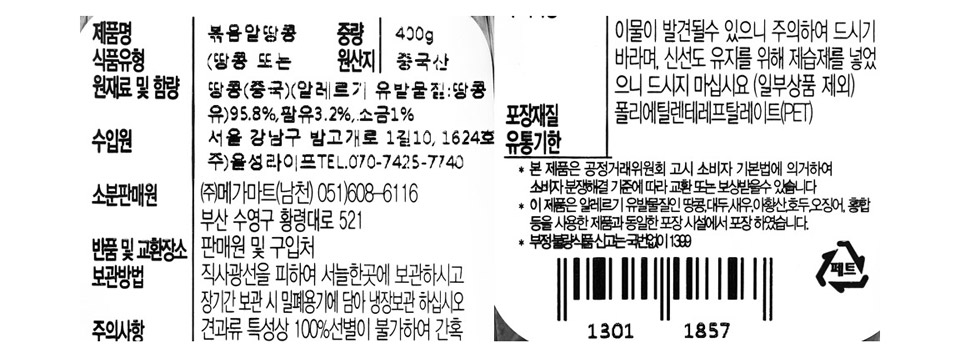 제품명 볶음알땅콩 중량 400g
식품유형 (땅콩 또는 원산지 중국산
원재료 및 함량 땅콩(중국)(알레르기 유발물질:땅콩
유)95.8%,팜유3.2%,소금1%
수입원 서울 강남구 밤고개로 1길10, 1624호
주)율성라이프TEL.070-7425-7740
소분판매원 (주)메가마트(남천) 051)608-6116
부산 수영구 황령대로 521
반품 및 교환장소 판매원 및 구입처
보관방법 직사광선을 피하여 서늘한곳에 보관하시고
장기간 보관 시 밀폐용기에 담아 냉장보관 하십시오
주의사항 견과류 특성상 100%선별이 불가하여 간혹
이물이 발견될수 있으니 주의하여 드시기
바라며, 신선도 유지를 위해 제습제를 넣었
으니 드시지 마십시요 (일부상품 제외)
포장재질 폴리에틸렌테레프탈레이트(PET)
유통기한
* 본 제품은 공정거래위원회 고시 소비자 기본법에 의거하여
소비자 분쟁해결 기준에 따라 교환 또는 보상받을수 있습니다
* 이 제품은 알레르기 유발물질인 땅콩,대두,새우,아황산,호두,오징어, 홍합
등을 사용한 제품과 동일한 포장 시설에서 포장 하였습니다.
* 부정·불량식품 신고는 국번없이 1399
페트
1301 1857